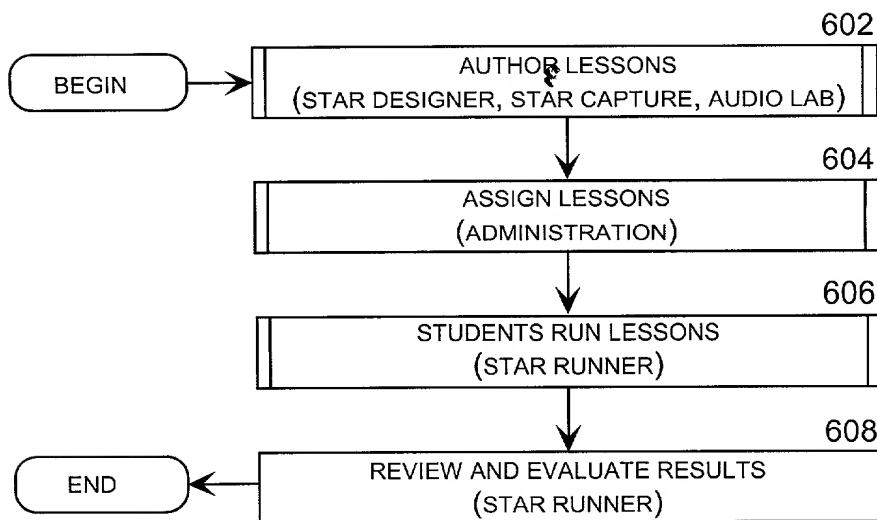 602
BEGIN
AUTHOR LESSONS
(STAR DESIGNER, STAR CAPTURE, AUDIO LAB)
604
ASSIGN LESSONS
(ADMINISTRATION)
606
STUDENTS RUN LESSONS
(STAR RUNNER)
608
END
REVIEW AND EVALUATE RESULTS
(STAR RUNNER)